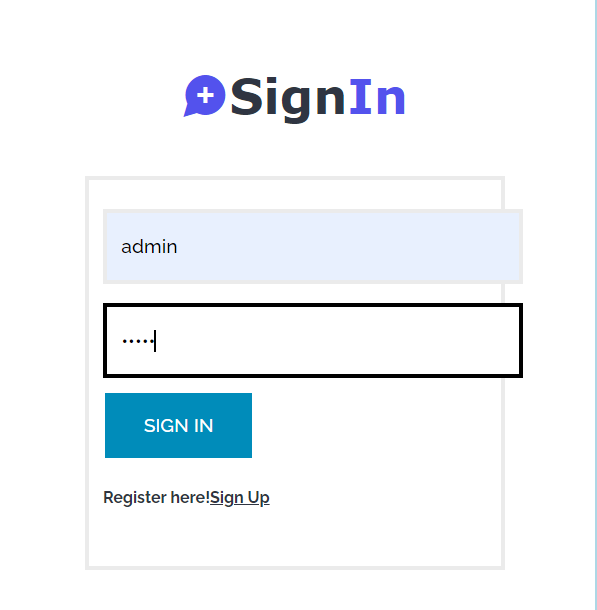 SignIn
admin
•••••
SIGN IN
Register here!Sign Up